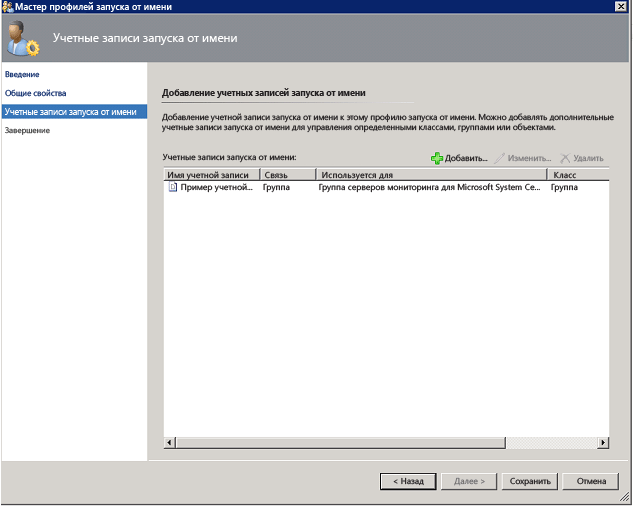 Мастер профилей запуска от имени
Учетные записи запуска от имени
Введение
Общие свойства
Учетные записи запуска от имени
Завершение
Добавление учетных записей запуска от имени
Добавление учетной записи запуска от имени к этому профилю запуска от имени. Можно добавлять дополнительные
учетные записи запуска от имени для управления определенными классами, группами или объектами.
Учетные записи запуска от имени: Добавить... Изменить... Удалить
Имя учетной записи Связь Используется для Класс
Пример учетной... Группа Группа серверов мониторинга для Microsoft System Ce... Группа
< Назад Далее > Сохранить Отмена